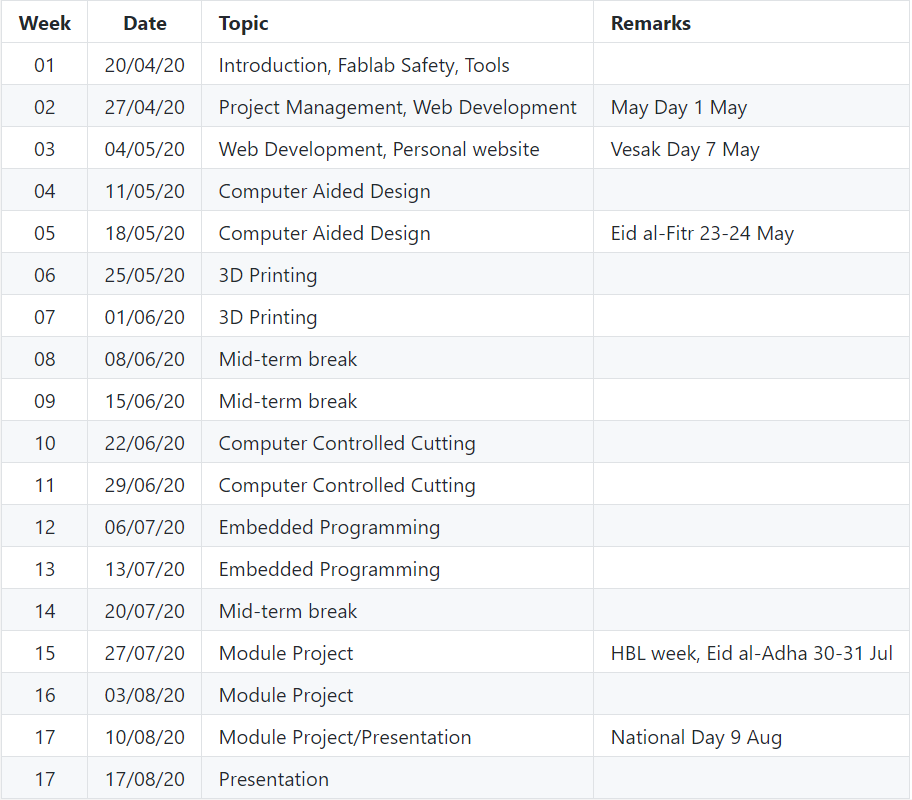 Week Date Topic Remarks
01 20/04/20 Introduction, Fablab Safety, Tools
02 27/04/20 Project Management, Web Development May Day 1 May
03 04/05/20 Web Development, Personal website Vesak Day 7 May
04 11/05/20 Computer Aided Design
05 18/05/20 Computer Aided Design Eid al-Fitr 23-24 May
06 25/05/20 3D Printing
07 01/06/20 3D Printing
08 08/06/20 Mid-term break
09 15/06/20 Mid-term break
10 22/06/20 Computer Controlled Cutting
11 29/06/20 Computer Controlled Cutting
12 06/07/20 Embedded Programming
13 13/07/20 Embedded Programming
14 20/07/20 Mid-term break
15 27/07/20 Module Project HBL week, Eid al-Adha 30-31 Jul
16 03/08/20 Module Project
17 10/08/20 Module Project/Presentation National Day 9 Aug
17 17/08/20 Presentation